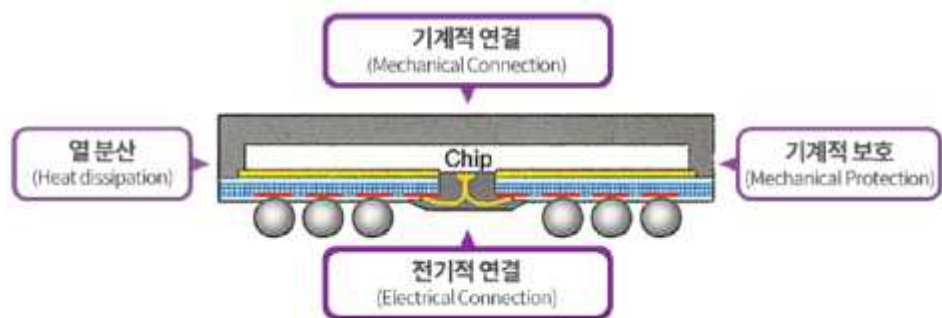 기계적 연결
(Mechanical Connection)
열 분산
(Heat dissipation)
Chip
기계적 보호
(Mechanical Protection)
전기적 연결
(Electrical Connection)